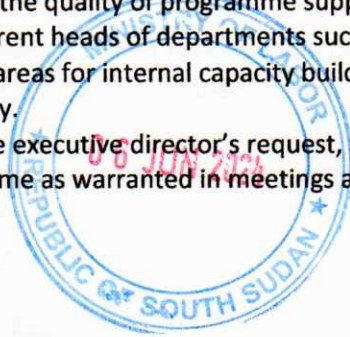 the quality of programme supp
rent heads of departments suc
areas for internal capacity build
y.
e executive director's request,
me as warranted in meetings a
MINISTRY OF LABOR
06 JUN 2024
★ REPUBLIC OF SOUTH SUDAN ★